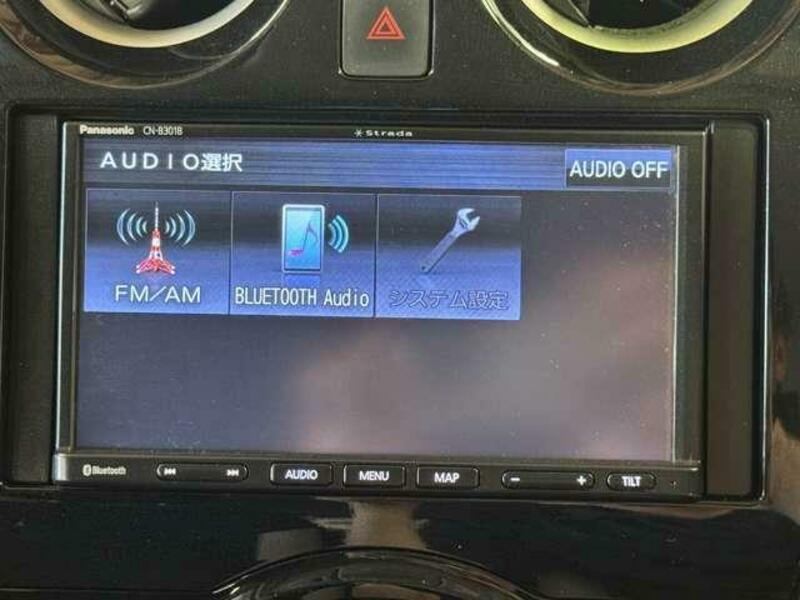 Panasonic CN-B301B
Strada
AUDIO選択
AUDIO OFF
FM/AM
BLUETOOTH Audio
システム設定
Bluetooth
AUDIO
MENU
MAP
− +
TILT